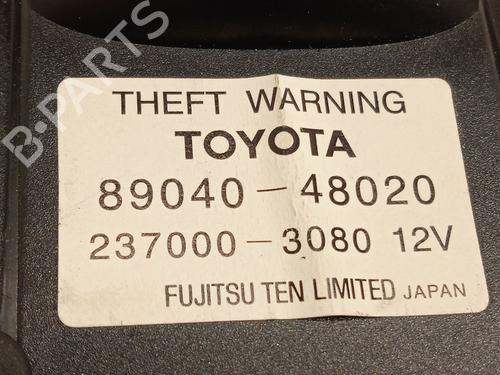 B-PARTS
THEFT WARNING
TOYOTA
89040-48020
237000-3080 12V
FUJITSU TEN LIMITED JAPAN